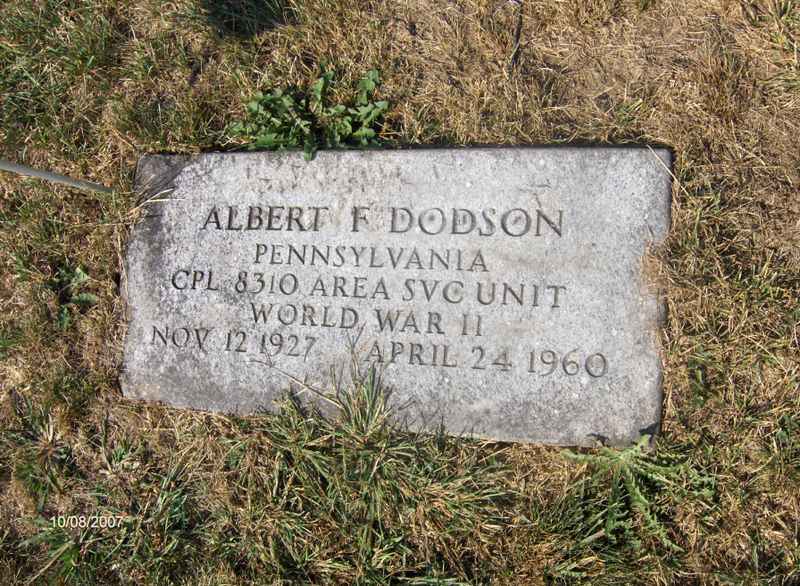 ALBERT F DODSON
PENNSYLVANIA
CPL 8310 AREA SVC UNIT
WORLD WAR II
NOV 12 1927 APRIL 24 1960
10/08/2007